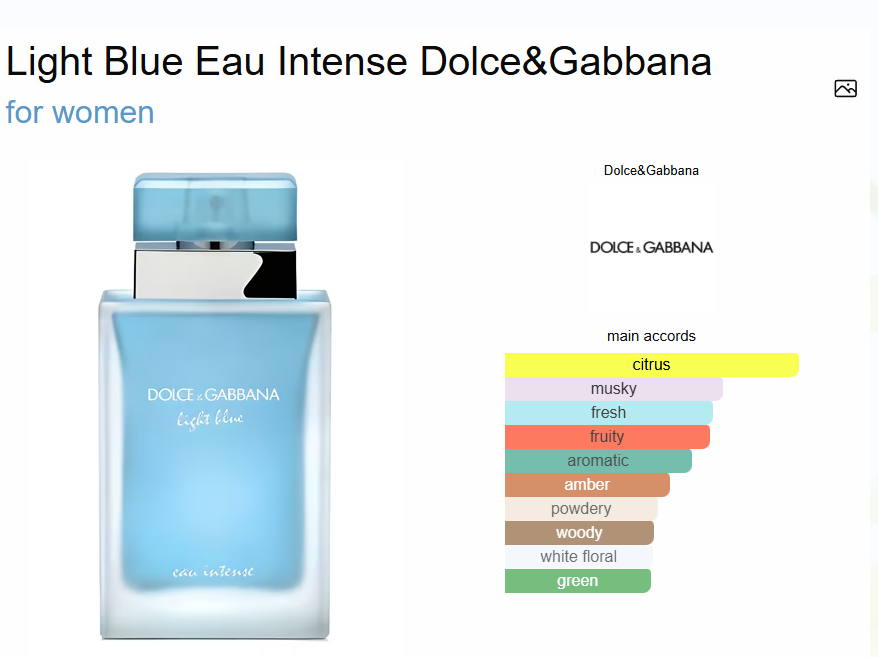 Light Blue Eau Intense Dolce&Gabbana
for women
DOLCE & GABBANA
light blue
eau intense
Dolce&Gabbana
DOLCE & GABBANA
main accords
citrus
musky
fresh
fruity
aromatic
amber
powdery
woody
white floral
green